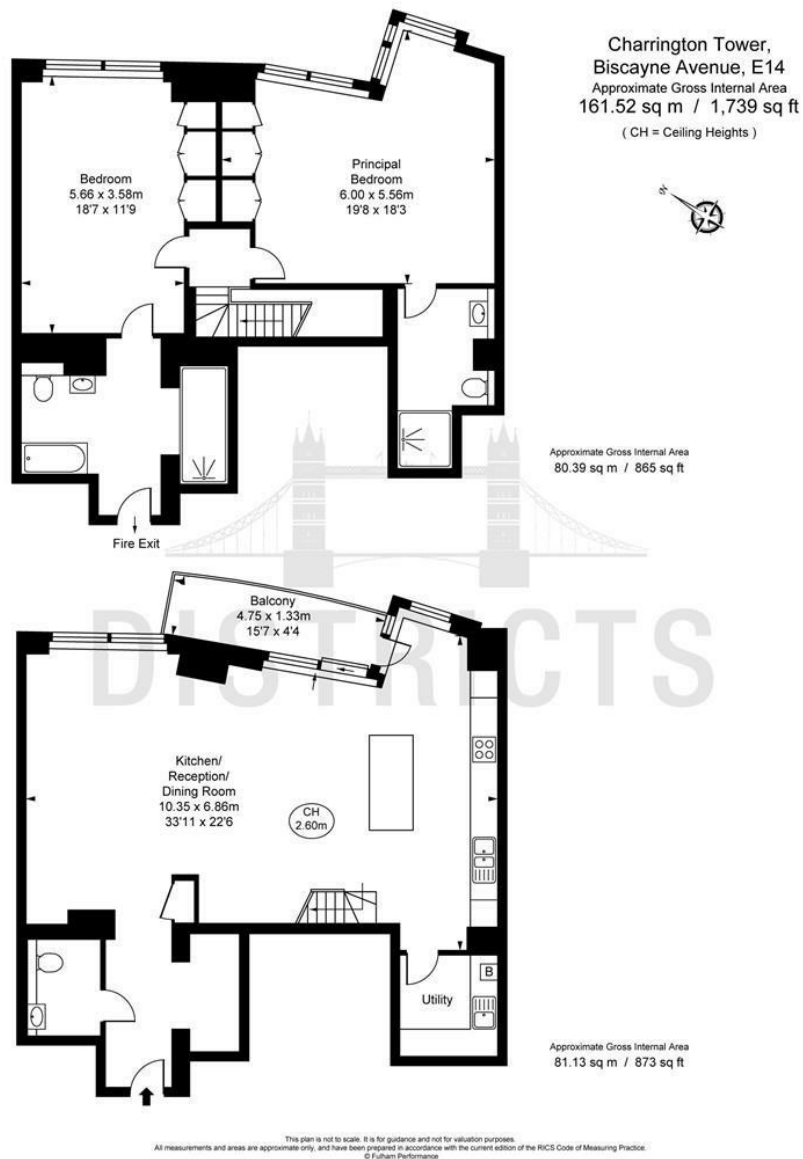 Charrington Tower,
Biscayne Avenue, E14
Approximate Gross Internal Area
161.52 sq m / 1,739 sq ft
( CH = Ceiling Heights )
N
Bedroom
5.66 x 3.58m
18'7 x 11'9
Principal
Bedroom
6.00 x 5.56m
19'8 x 18'3
Approximate Gross Internal Area
80.39 sq m / 865 sq ft
Fire Exit
Balcony
4.75 x 1.33m
15'7 x 4'4
DISTRICTS
Kitchen/
Reception/
Dining Room
10.35 x 6.86m
33'11 x 22'6
CH
2.60m
B
Utility
Approximate Gross Internal Area
81.13 sq m / 873 sq ft
This plan is not to scale. It is for guidance and not for valuation purposes.
All measurements and areas are approximate only, and have been prepared in accordance with the current edition of the RICS Code of Measuring Practice.
© Fulham Performance